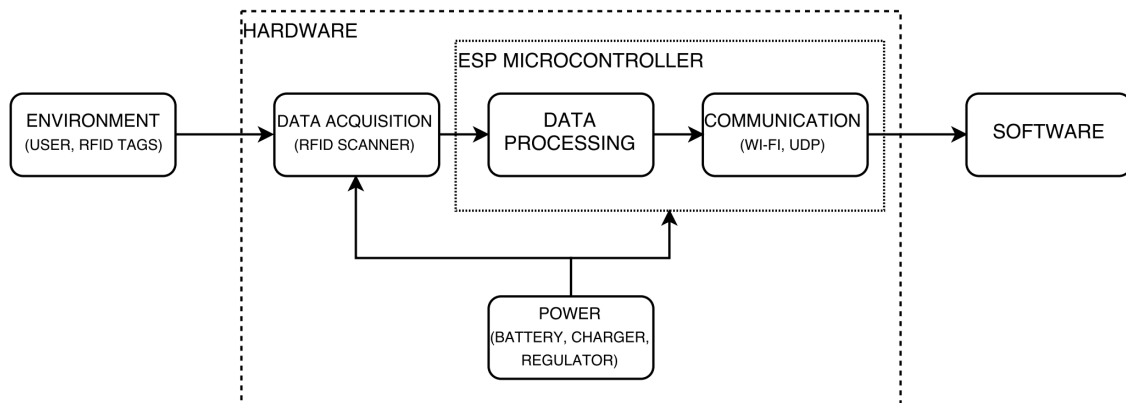 HARDWARE
ESP MICROCONTROLLER
ENVIRONMENT
(USER, RFID TAGS)
DATA ACQUISITION
(RFID SCANNER)
DATA
PROCESSING
COMMUNICATION
(WI-FI, UDP)
SOFTWARE
POWER
(BATTERY, CHARGER,
REGULATOR)